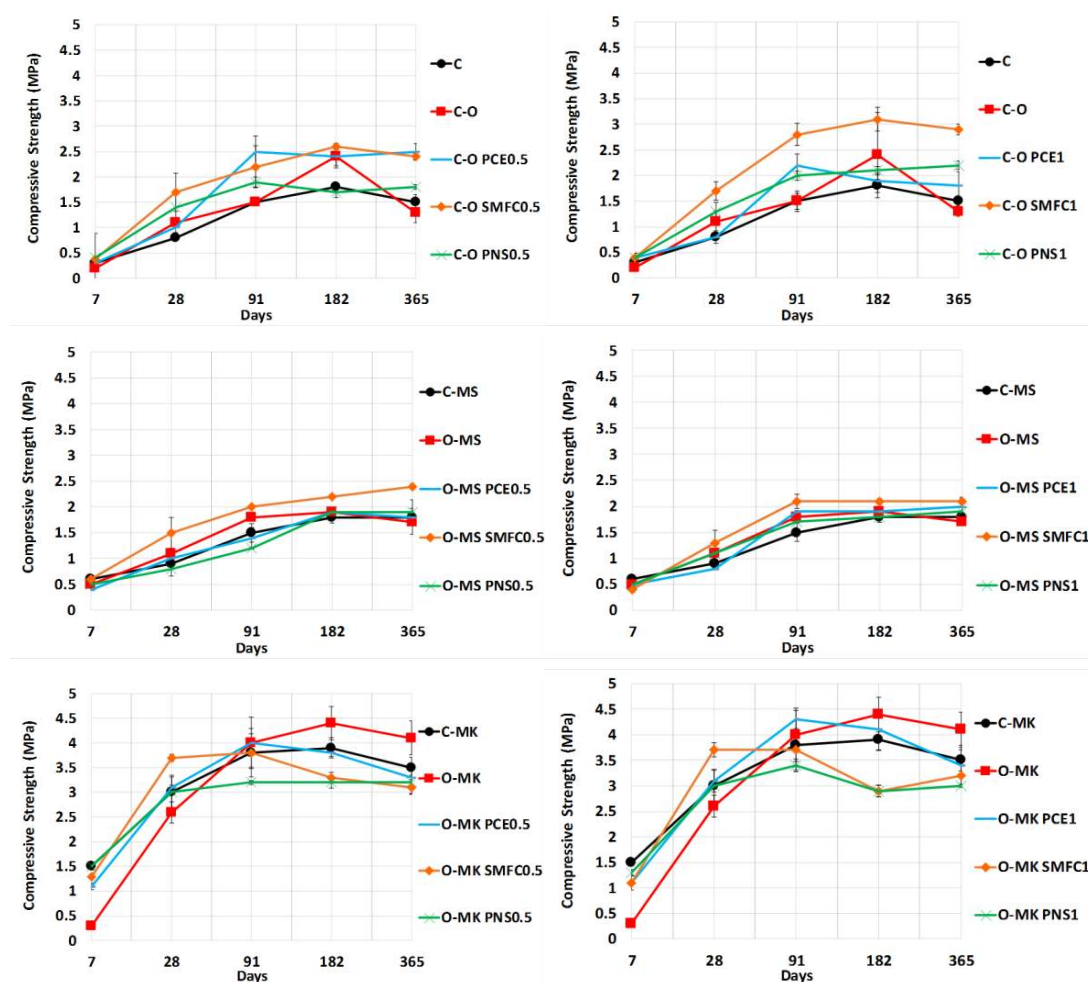 5
4.5
4
3.5
3
2.5
2
1.5
1
0.5
0
Compressive Strength (MPa)
7 28 91 182 365
Days
C
C-O
C-O PCE0.5
C-O SMFC0.5
C-O PNS0.5
5
4.5
4
3.5
3
2.5
2
1.5
1
0.5
0
Compressive Strength (MPa)
7 28 91 182 365
Days
C
C-O
C-O PCE1
C-O SMFC1
C-O PNS1
5
4.5
4
3.5
3
2.5
2
1.5
1
0.5
0
Compressive Strength (MPa)
7 28 91 182 365
Days
C-MS
O-MS
O-MS PCE0.5
O-MS SMFC0.5
O-MS PNS0.5
5
4.5
4
3.5
3
2.5
2
1.5
1
0.5
0
Compressive Strength (MPa)
7 28 91 182 365
Days
C-MS
O-MS
O-MS PCE1
O-MS SMFC1
O-MS PNS1
5
4.5
4
3.5
3
2.5
2
1.5
1
0.5
0
Compressive Strength (MPa)
7 28 91 182 365
Days
C-MK
O-MK
O-MK PCE0.5
O-MK SMFC0.5
O-MK PNS0.5
5
4.5
4
3.5
3
2.5
2
1.5
1
0.5
0
Compressive Strength (MPa)
7 28 91 182 365
Days
C-MK
O-MK
O-MK PCE1
O-MK SMFC1
O-MK PNS1